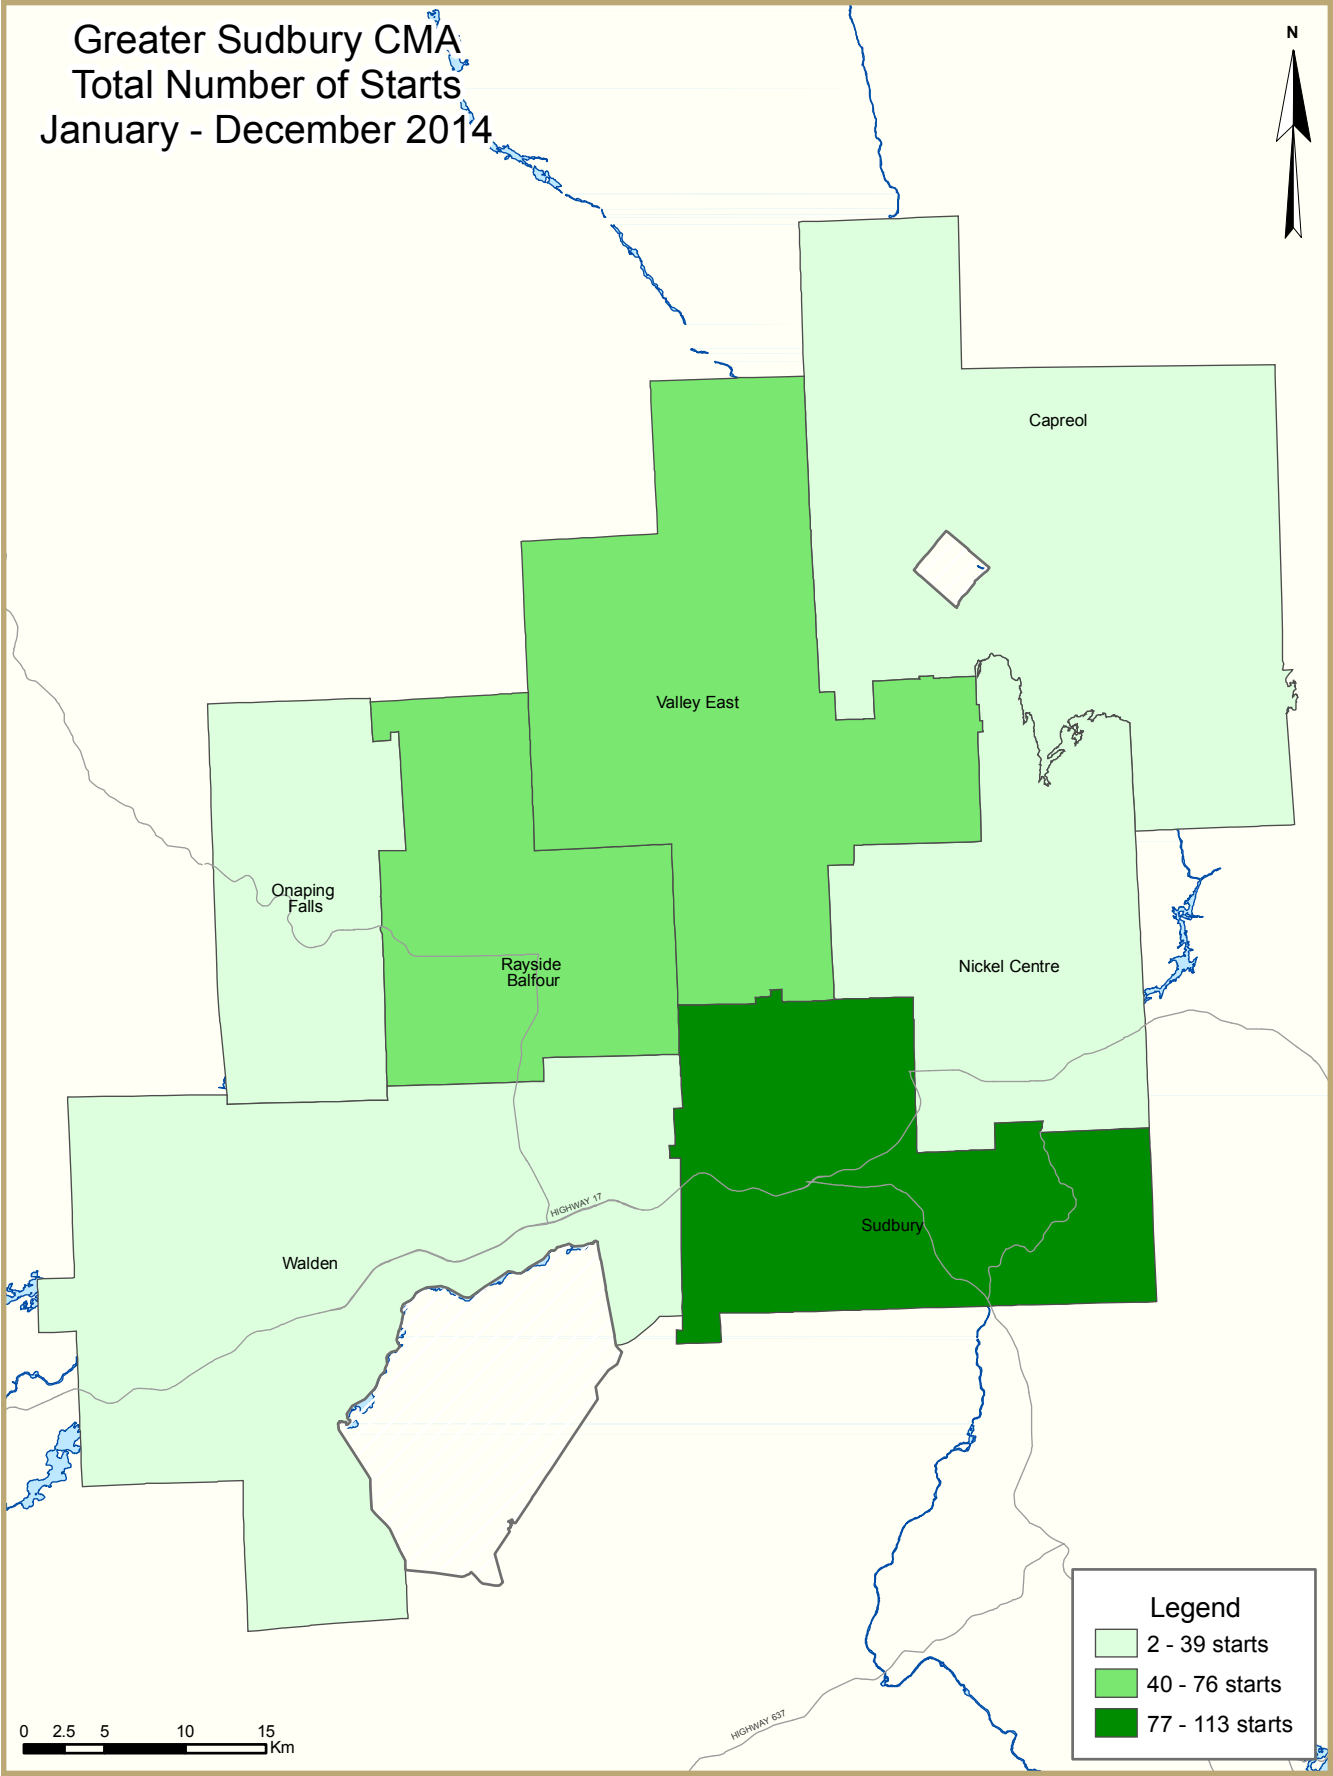 Greater Sudbury CMA
Total Number of Starts
January - December 2014
N
Capreol
Valley East
Onaping
Falls
Rayside
Balfour
Nickel Centre
HIGHWAY 17
Sudbury
Walden
Legend
2 - 39 starts
40 - 76 starts
77 - 113 starts
HIGHWAY 637
0 2.5 5 10 15
Km